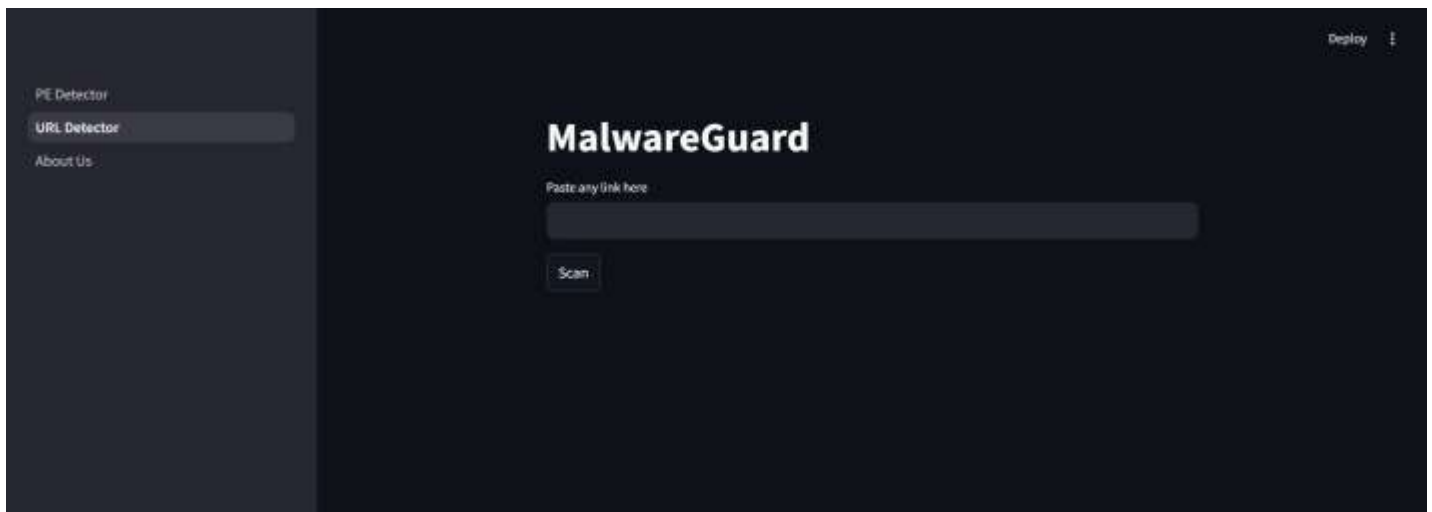 Deploy
PE Detector
URL Detector
About Us
MalwareGuard
Paste any link here
Scan